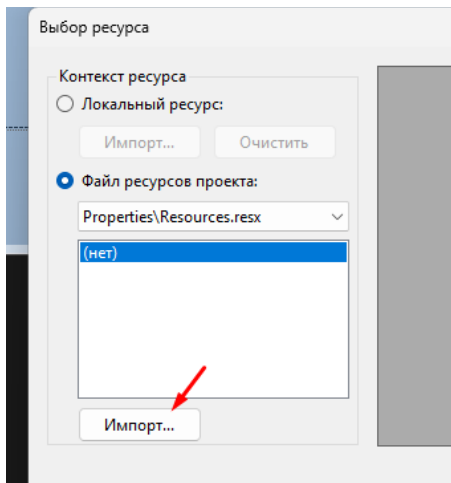 Выбор ресурса
Контекст ресурса
Локальный ресурс:
Импорт... Очистить
Файл ресурсов проекта:
Properties\Resources.resx
(нет)
Импорт...